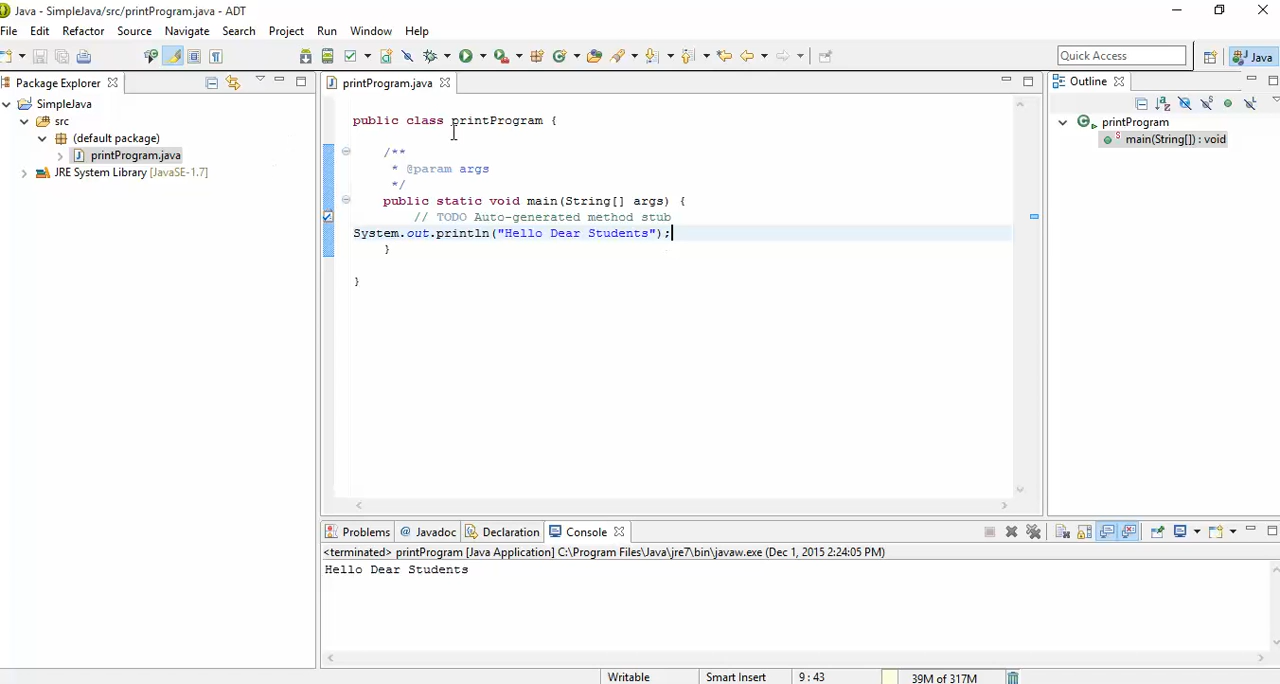 Java - SimpleJava/src/printProgram.java - ADT
File Edit Refactor Source Navigate Search Project Run Window Help
Quick Access
Java
Package Explorer
printProgram.java
Outline
SimpleJava
src
(default package)
printProgram.java
JRE System Library [JavaSE-1.7]
public class printProgram {
/**
* @param args
*/
public static void main(String[] args) {
// TODO Auto-generated method stub
System.out.println("Hello Dear Students");
}
}
printProgram
main(String[]) : void
Problems @ Javadoc Declaration Console
<terminated> printProgram [Java Application] C:\Program Files\Java\jre7\bin\javaw.exe (Dec 1, 2015 2:24:05 PM)
Hello Dear Students
Writable Smart Insert 9 : 43 39M of 317M